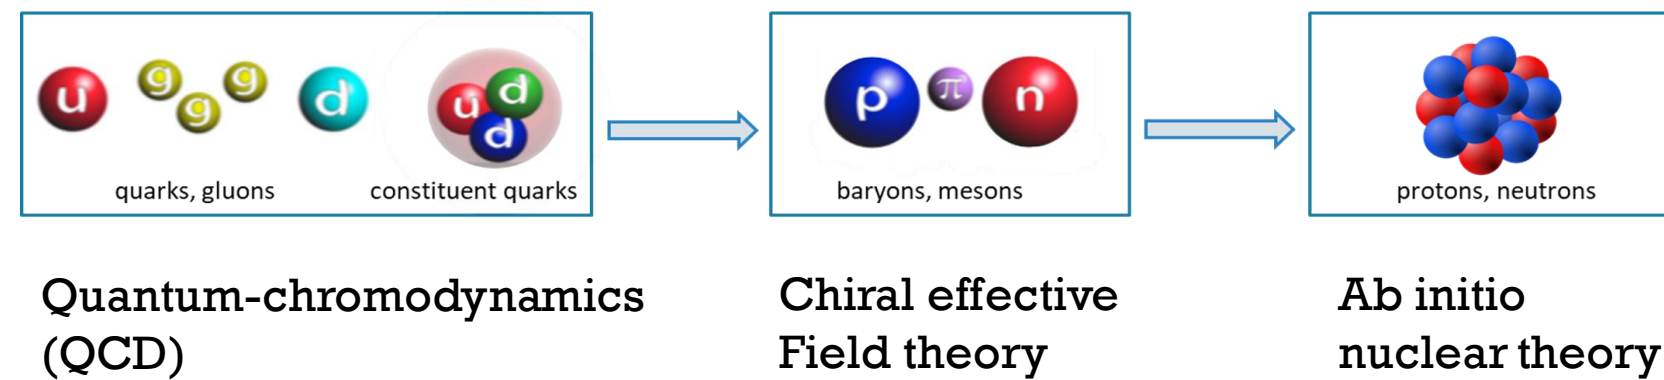 u g g g d u d d
quarks, gluons
constituent quarks
p π n
baryons, mesons
protons, neutrons
Quantum-chromodynamics
(QCD)
Chiral effective
Field theory
Ab initio
nuclear theory